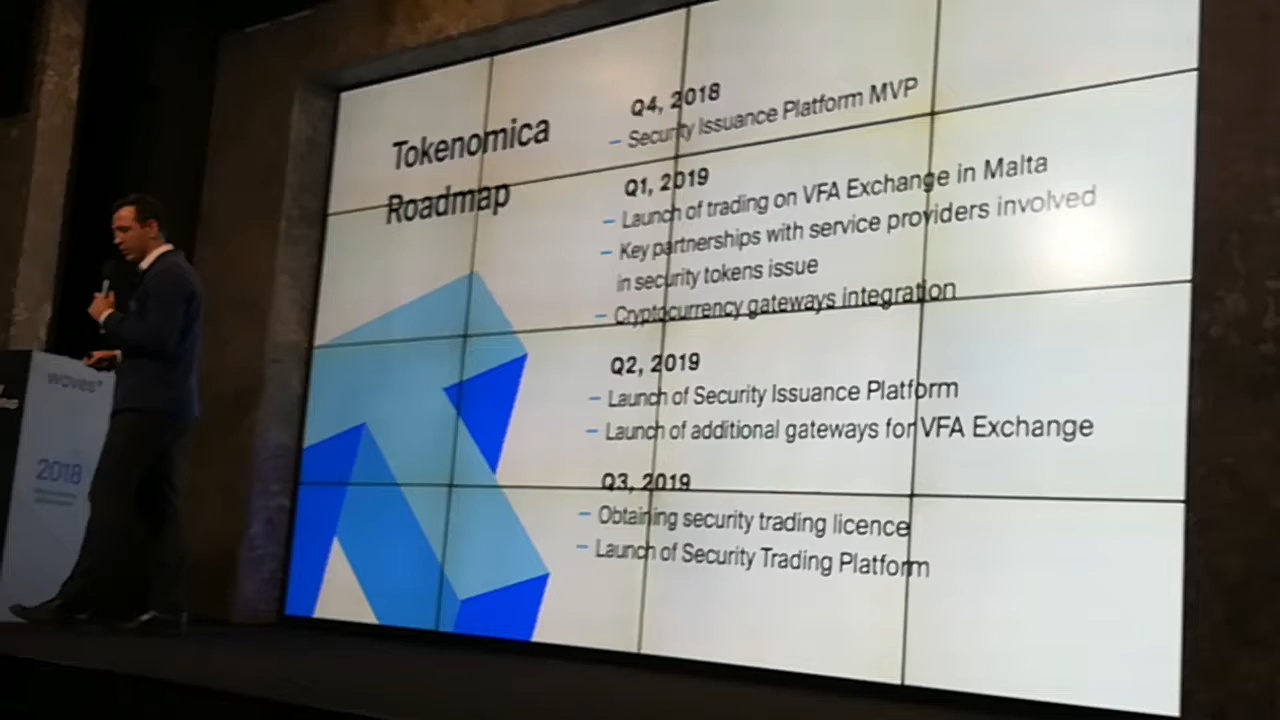 Tokenomica
Roadmap
Q4, 2018
– Security Issuance Platform MVP
Q1, 2019
– Launch of trading on VFA Exchange in Malta
– Key partnerships with service providers involved
in security tokens issue
– Cryptocurrency gateways integration
Q2, 2019
– Launch of Security Issuance Platform
– Launch of additional gateways for VFA Exchange
Q3, 2019
– Obtaining security trading licence
– Launch of Security Trading Platform
waves
2018